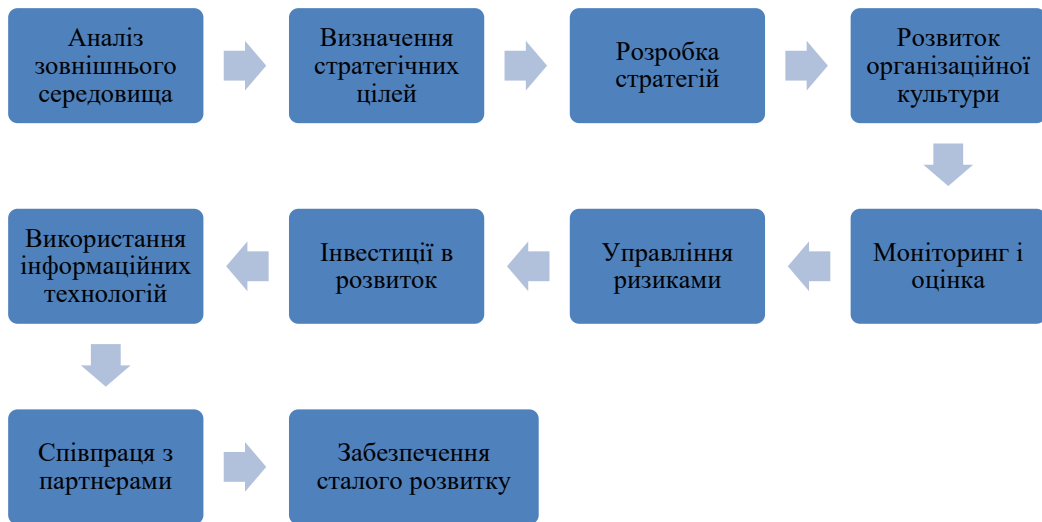 Аналіз
зовнішнього
середовища
Визначення
стратегічних
цілей
Розробка
стратегій
Розвиток
організаційної
культури
Моніторинг і
оцінка
Управління
ризиками
Інвестиції в
розвиток
Використання
інформаційних
технологій
Співпраця з
партнерами
Забезпечення
сталого розвитку